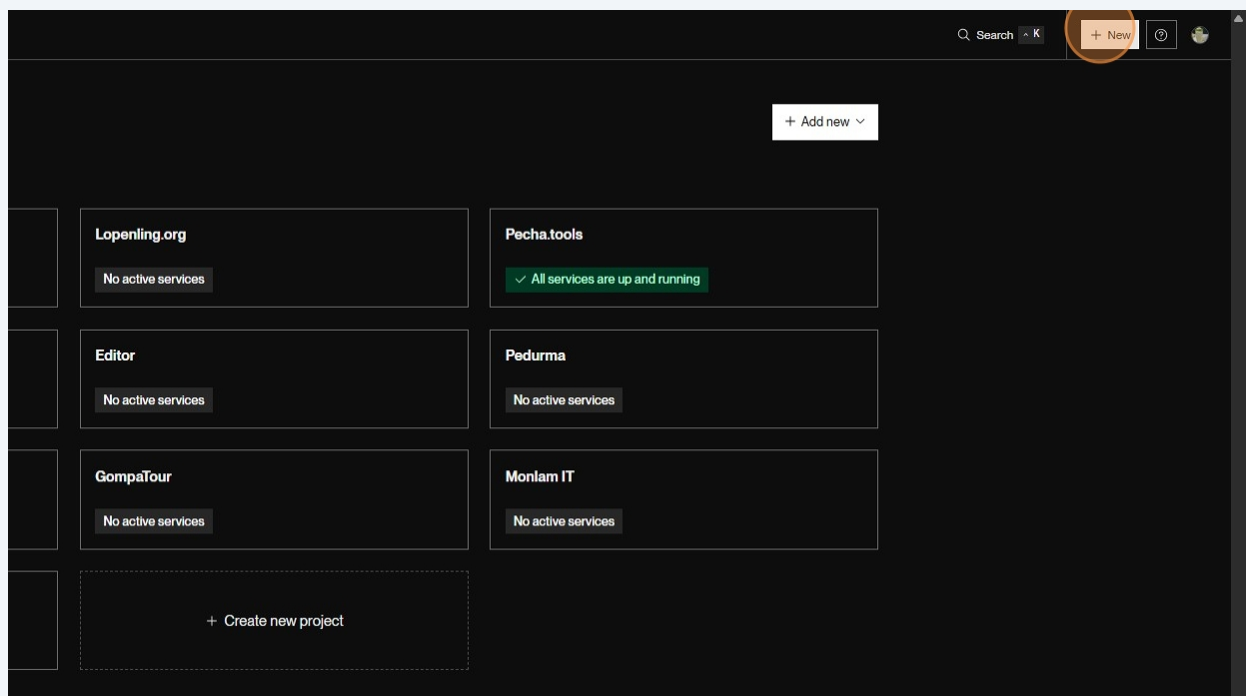 Search ^ K
+ New
+ Add new
Lopenling.org
No active services
Pecha.tools
All services are up and running
Editor
No active services
Pedurma
No active services
GompaTour
No active services
Monlam IT
No active services
+ Create new project